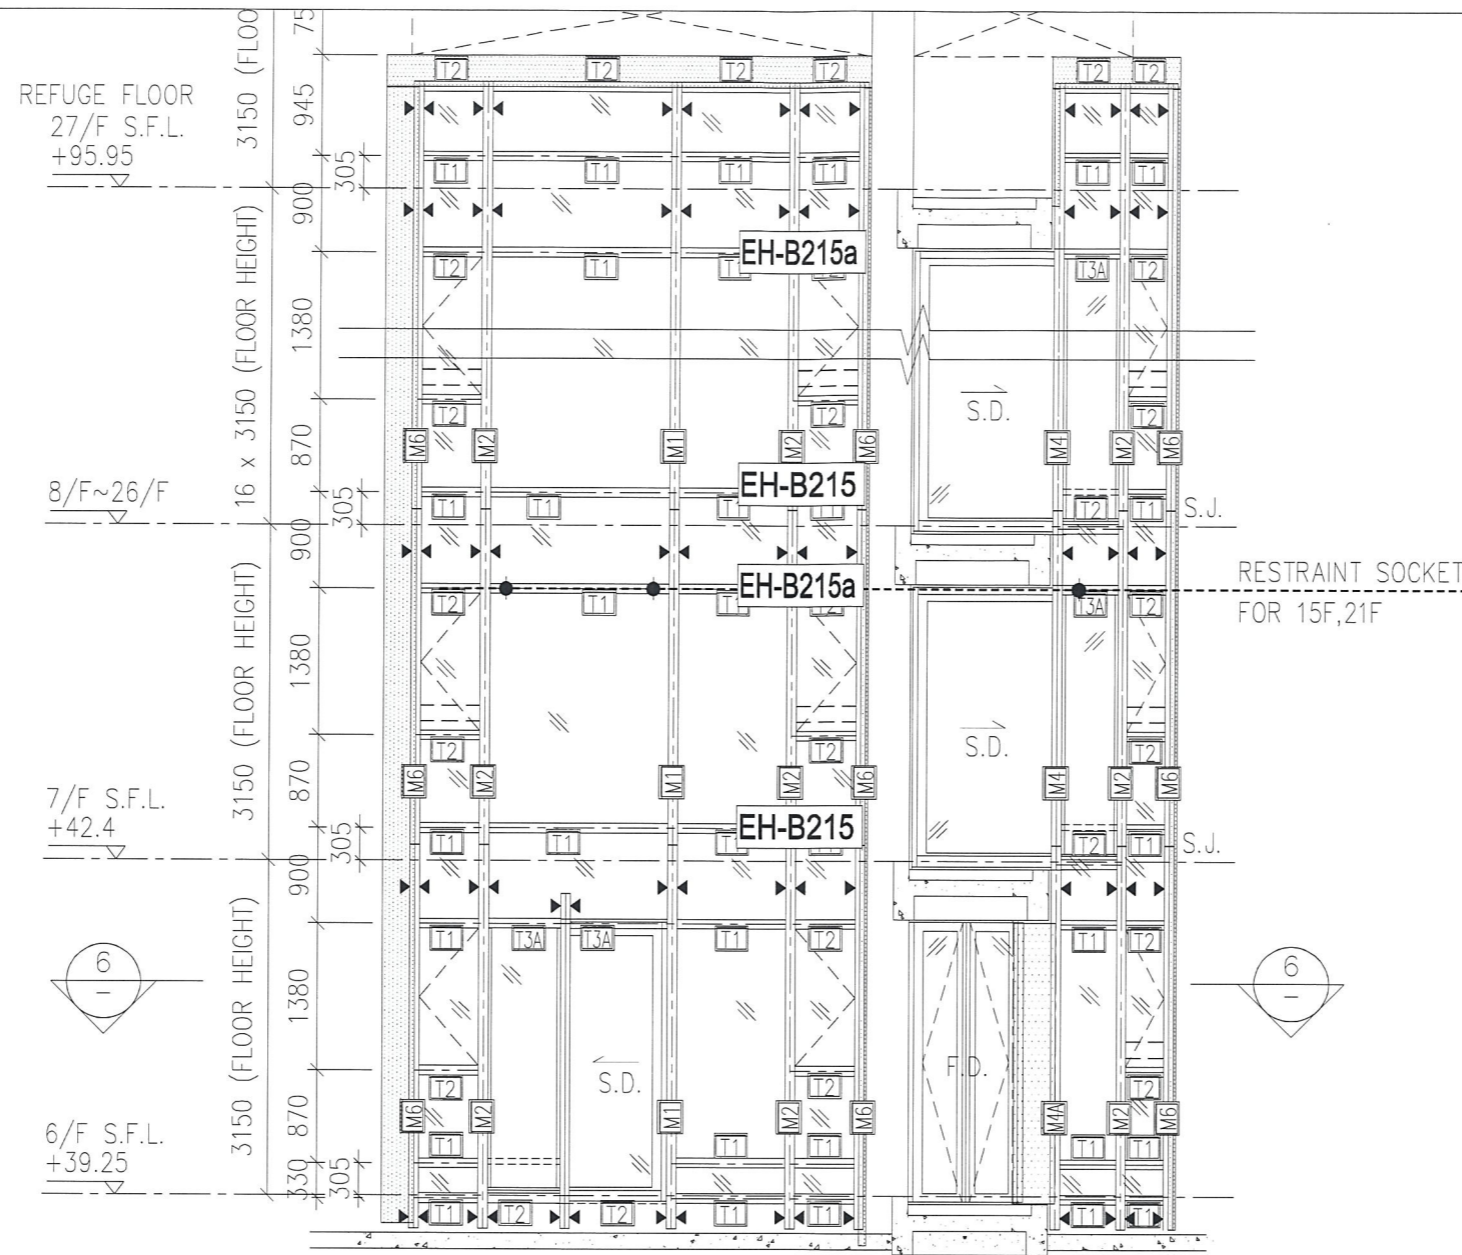 3150 (FLOO
75
T2 T2 T2 T2 T2 T2
REFUGE FLOOR
27/F S.F.L.
+95.95
945
305
T1 T1 T1 T1 T1 T1
900
EH-B215a
T2 T1 T3A T2
16 x 3150 (FLOOR HEIGHT)
1380
S.D.
T2 T2 T2
870
M6 M2 M1 M2 M6 M4 M2 M6
EH-B215
8/F~26/F
305
T1 T1 T2 T1 S.J.
900
EH-B215a
RESTRAINT SOCKET
FOR 15F,21F
T2 T1 T3A T2
3150 (FLOOR HEIGHT)
1380
S.D.
T2 T2 T2
870
M6 M2 M1 M2 M6 M4 M2 M6
EH-B215
7/F S.F.L.
+42.4
305
T1 T1 T2 T1 S.J.
900
T1 T3A T3A T1 T2 T1 T2
6
-
6
-
3150 (FLOOR HEIGHT)
1380
S.D.
F.D.
T2 T2 T2
870
M6 M2 M1 M2 M6 M4A M2 M6
6/F S.F.L.
+39.25
T1 T1 T1 T1 T1
330
305
T1 T2 T2 T1 T1 T1 T1